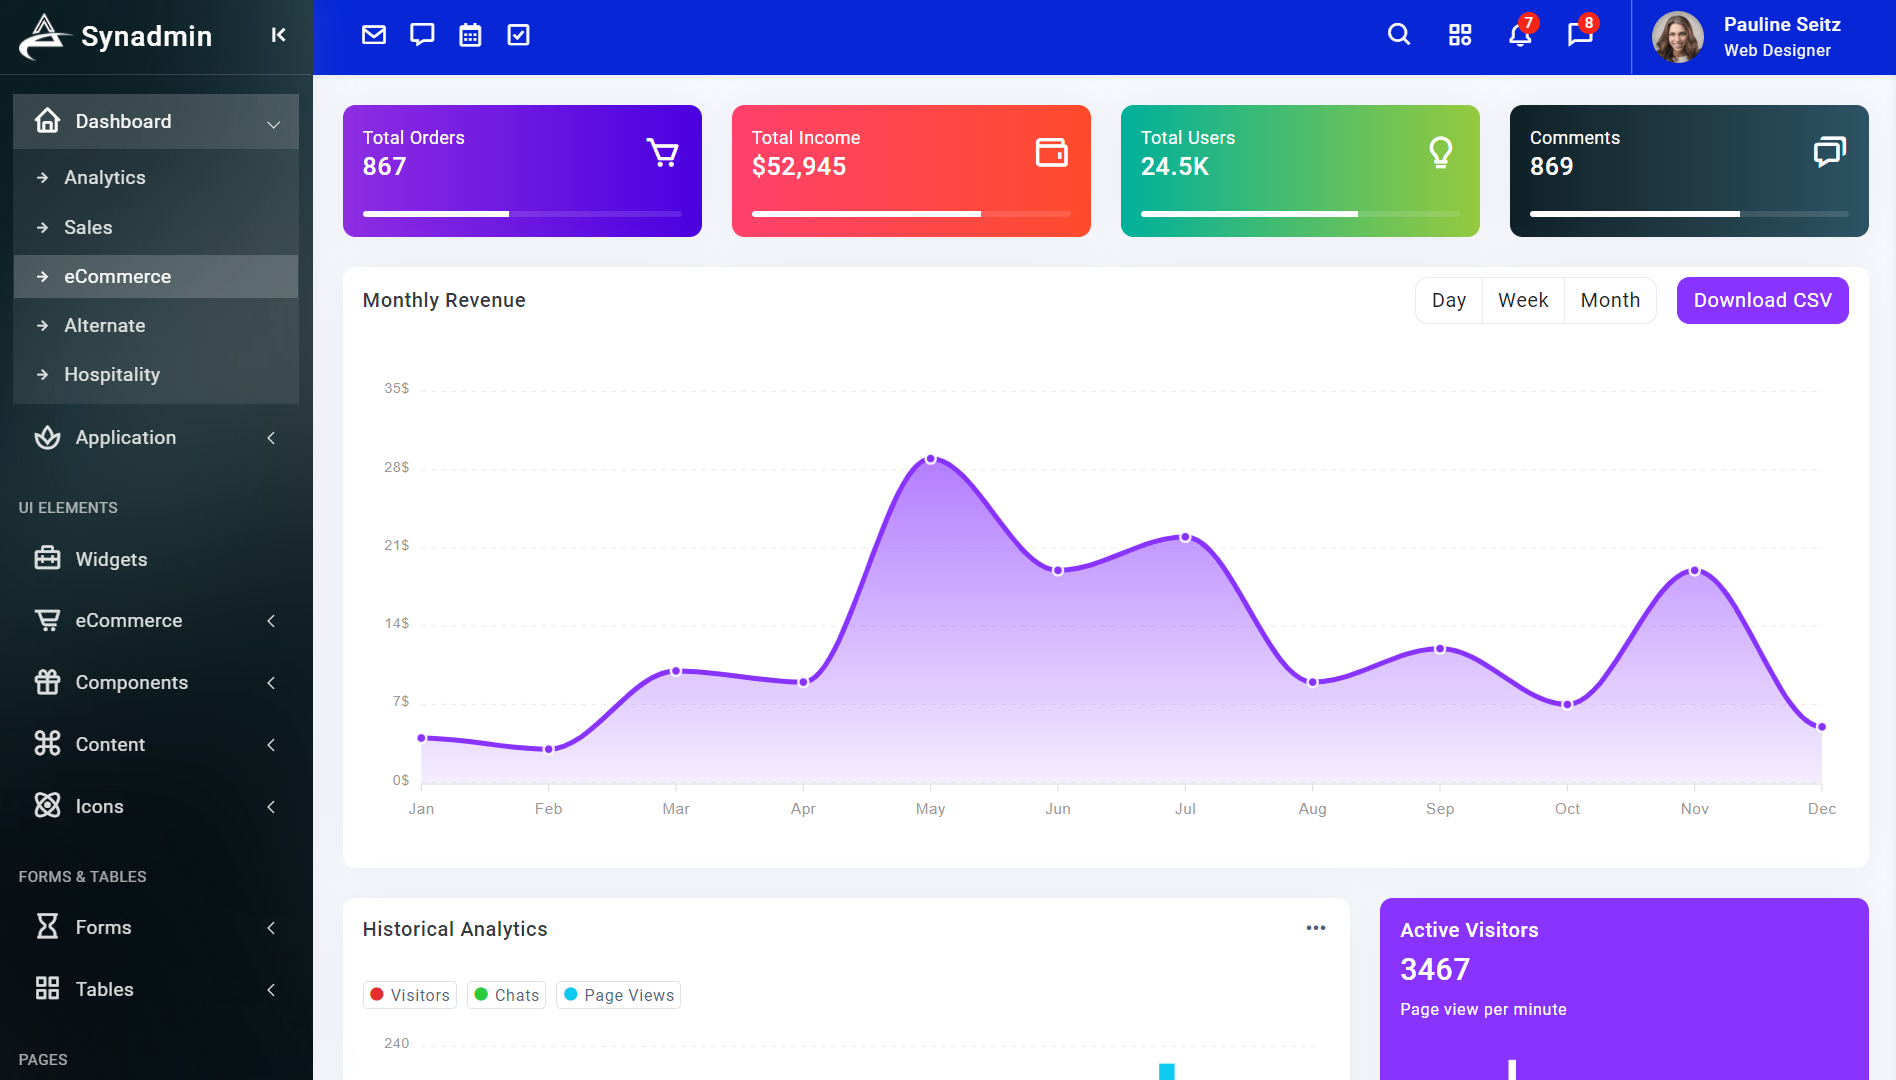 Synadmin
7
8
Pauline Seitz
Web Designer
Dashboard
Analytics
Sales
eCommerce
Alternate
Hospitality
Application
UI ELEMENTS
Widgets
eCommerce
Components
Content
Icons
FORMS & TABLES
Forms
Tables
PAGES
Total Orders
867
Total Income
$52,945
Total Users
24.5K
Comments
869
Monthly Revenue
Day Week Month
Download CSV
35$
28$
21$
14$
7$
0$
Jan Feb Mar Apr May Jun Jul Aug Sep Oct Nov Dec
Historical Analytics
Visitors Chats Page Views
240
Active Visitors
3467
Page view per minute